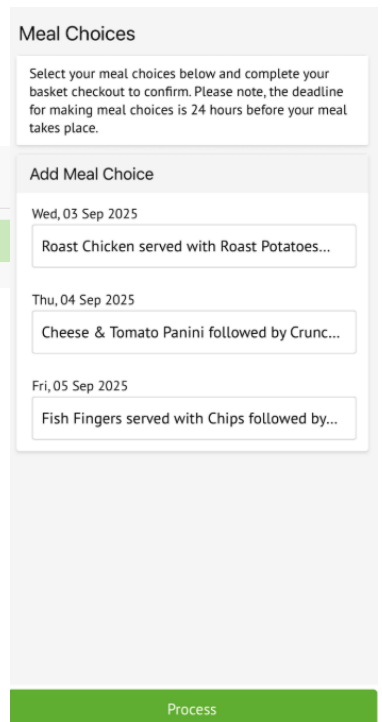 Meal Choices
Select your meal choices below and complete your
basket checkout to confirm. Please note, the deadline
for making meal choices is 24 hours before your meal
takes place.
Add Meal Choice
Wed, 03 Sep 2025
Roast Chicken served with Roast Potatoes...
Thu, 04 Sep 2025
Cheese & Tomato Panini followed by Crunc...
Fri, 05 Sep 2025
Fish Fingers served with Chips followed by...
Process